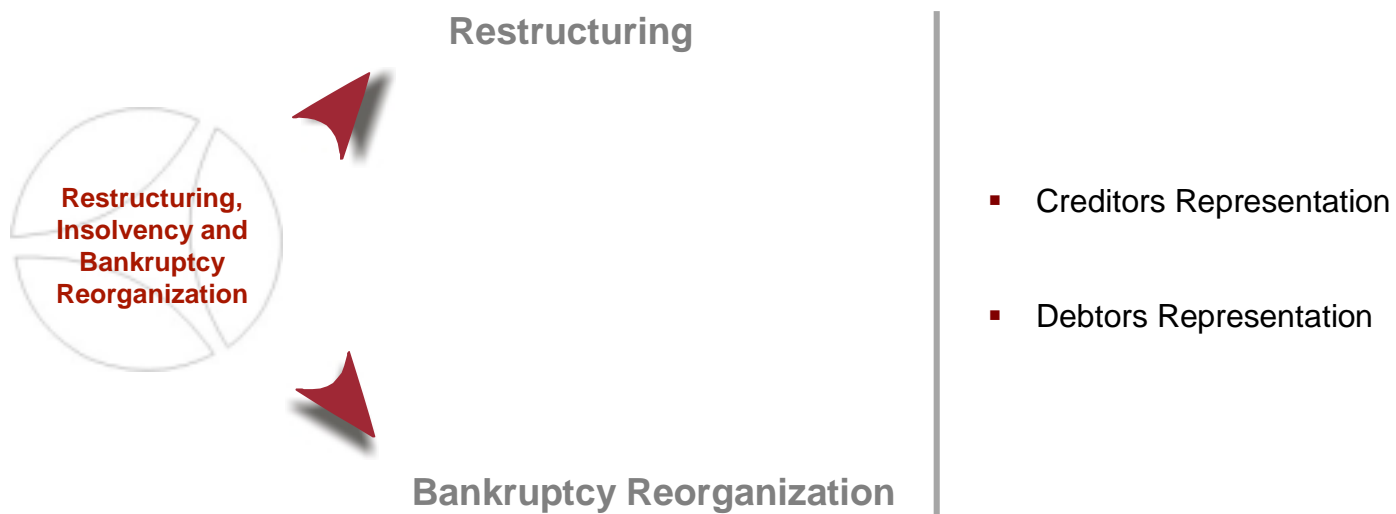 Restructuring
Restructuring,
Insolvency and
Bankruptcy
Reorganization
Bankruptcy Reorganization
▪ Creditors Representation
▪ Debtors Representation